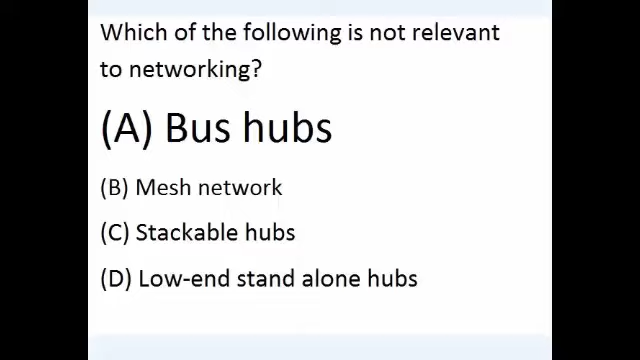 Which of the following is not relevant
to networking?
(A) Bus hubs
(B) Mesh network
(C) Stackable hubs
(D) Low-end stand alone hubs